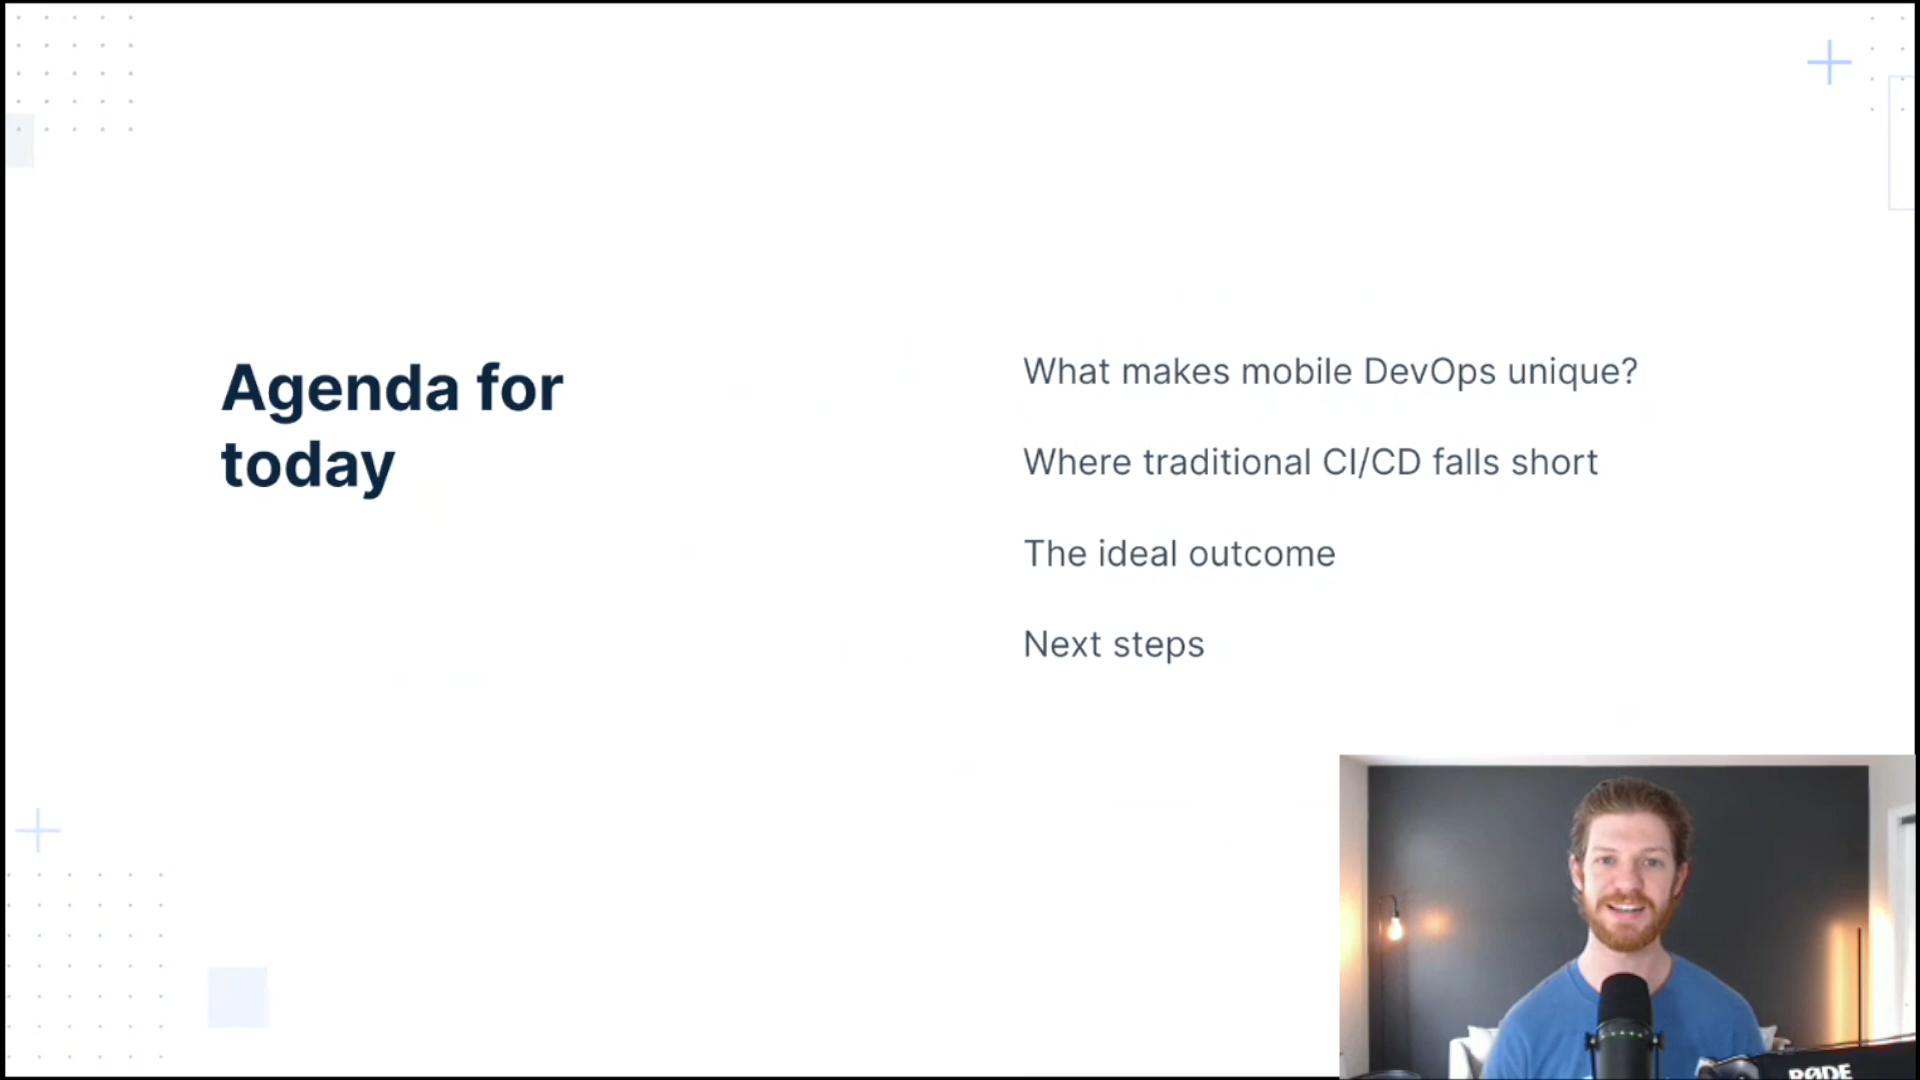 Agenda for
today
What makes mobile DevOps unique?
Where traditional CI/CD falls short
The ideal outcome
Next steps
RØDE